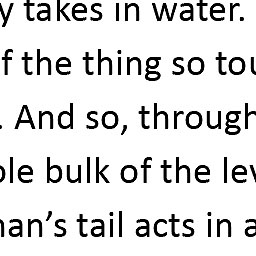 y takes in water.
f the thing so tou
. And so, through
ble bulk of the lev
nan's tail acts in a